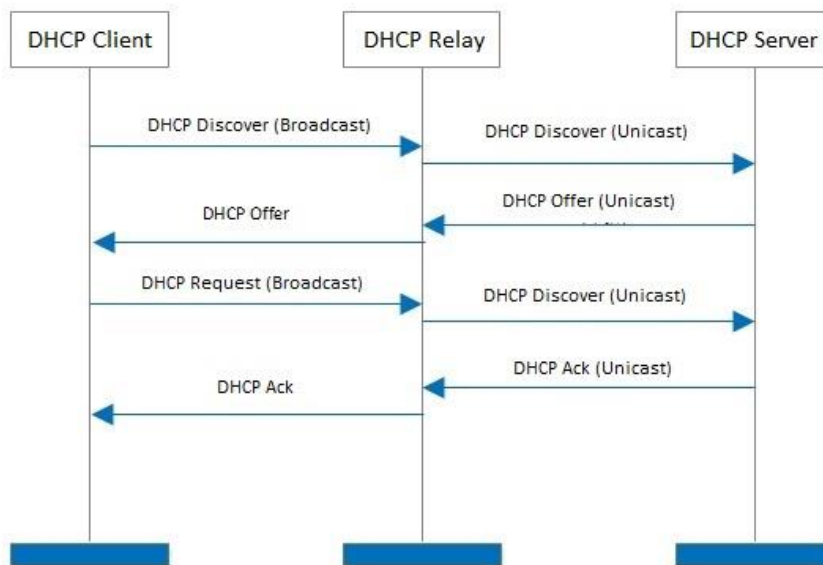 DHCP Client
DHCP Relay
DHCP Server
DHCP Discover (Broadcast)
DHCP Discover (Unicast)
DHCP Offer (Unicast)
DHCP Offer
DHCP Request (Broadcast)
DHCP Discover (Unicast)
DHCP Ack (Unicast)
DHCP Ack